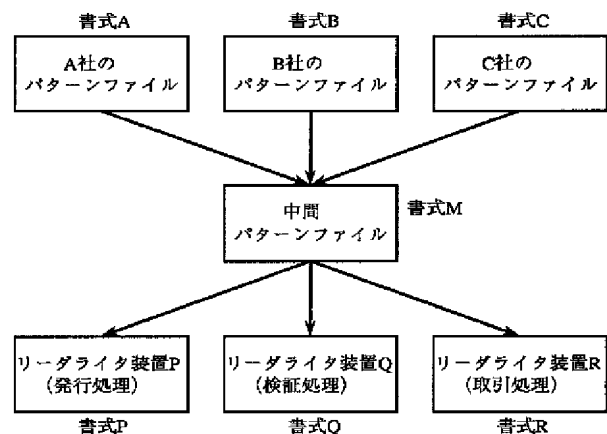 書式A
書式B
書式C
A社の
パターンファイル
B社の
パターンファイル
C社の
パターンファイル
中間
パターンファイル
書式M
リーダライタ装置P
(発行処理)
リーダライタ装置Q
(検証処理)
リーダライタ装置R
(取引処理)
書式P
書式Q
書式R